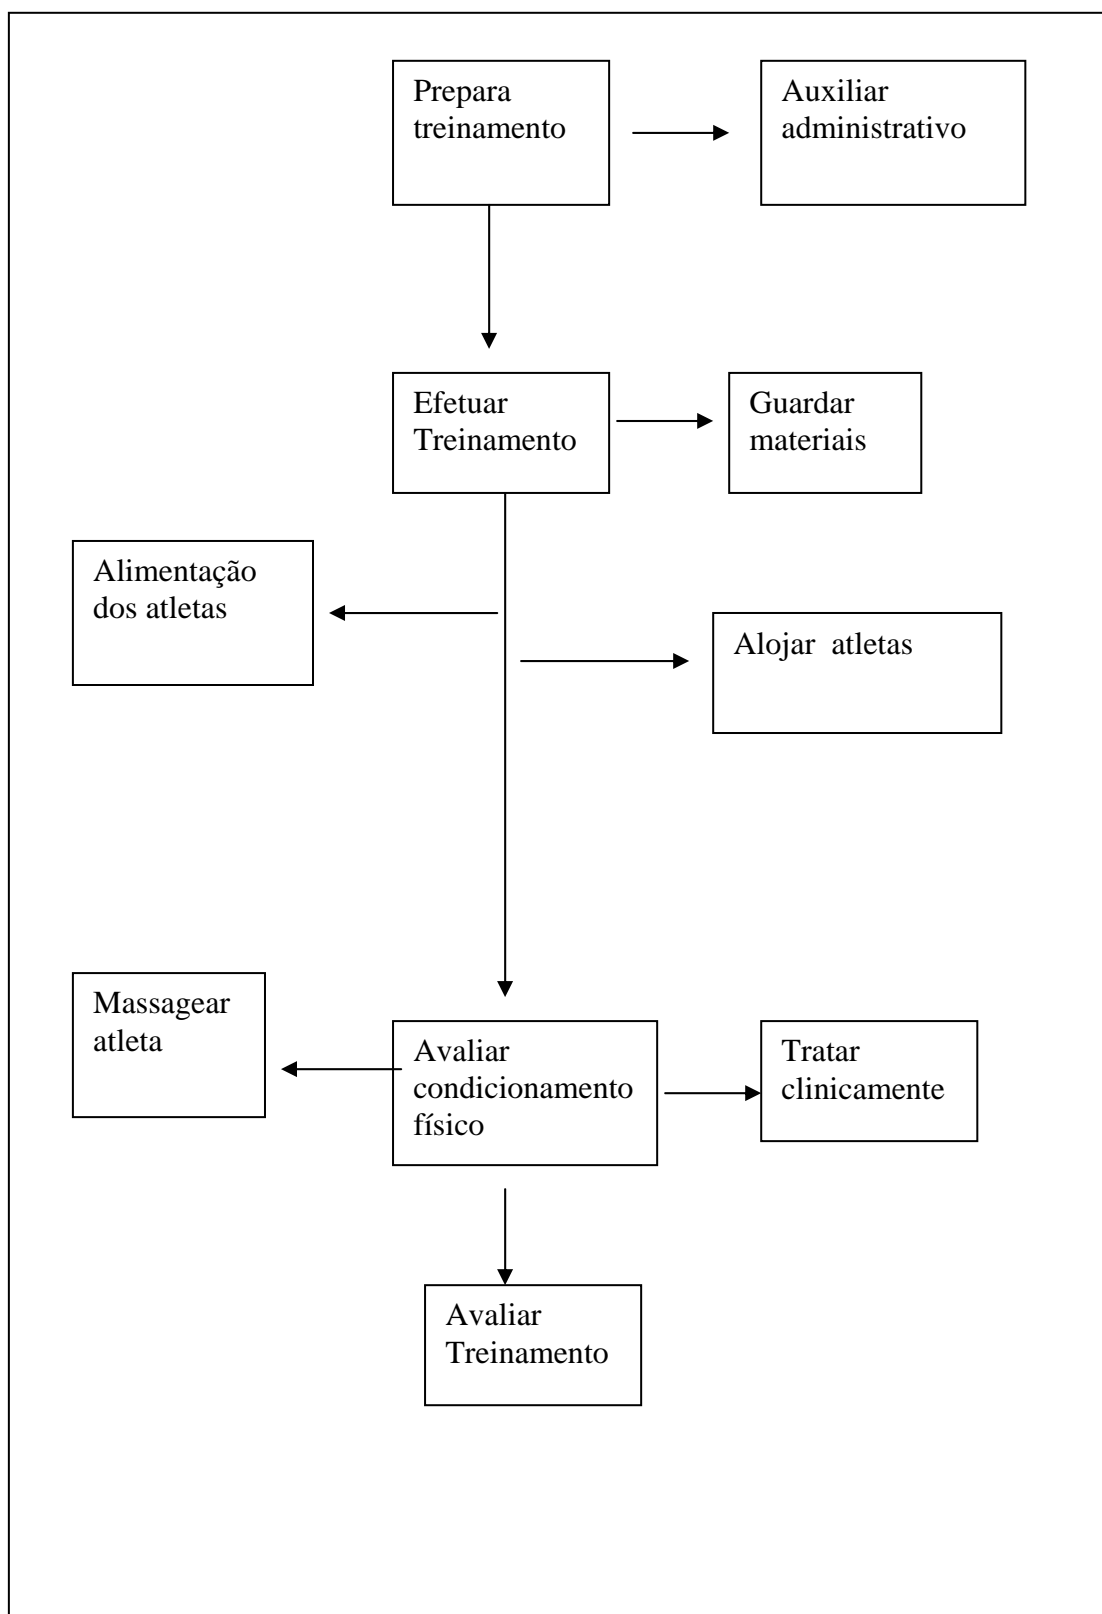 Prepara
treinamento
Auxiliar
administrativo
Efetuar
Treinamento
Guardar
materiais
Alimentação
dos atletas
Alojar  atletas
Massagear
atleta
Avaliar
condicionamento
físico
Tratar
clinicamente
Avaliar
Treinamento